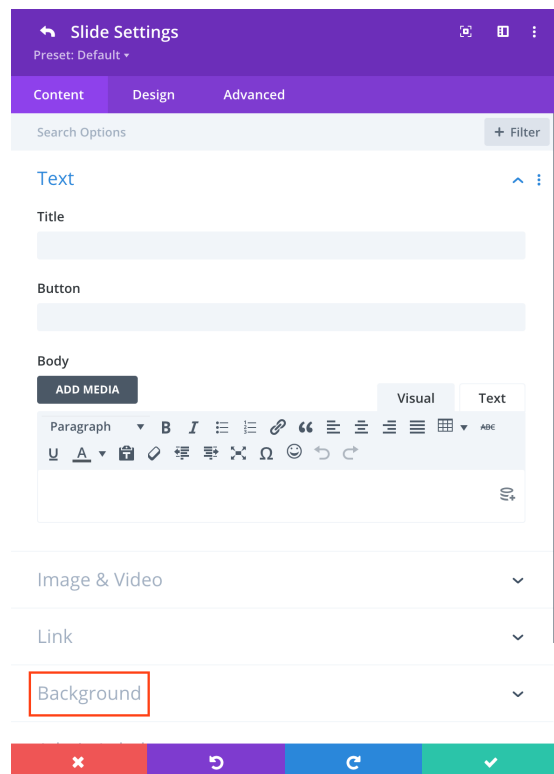 Slide Settings
Preset: Default
Content Design Advanced
Search Options + Filter
Text
Title
Button
Body
ADD MEDIA Visual Text
Paragraph B I “ ABC
U A T Ω
Image & Video
Link
Background